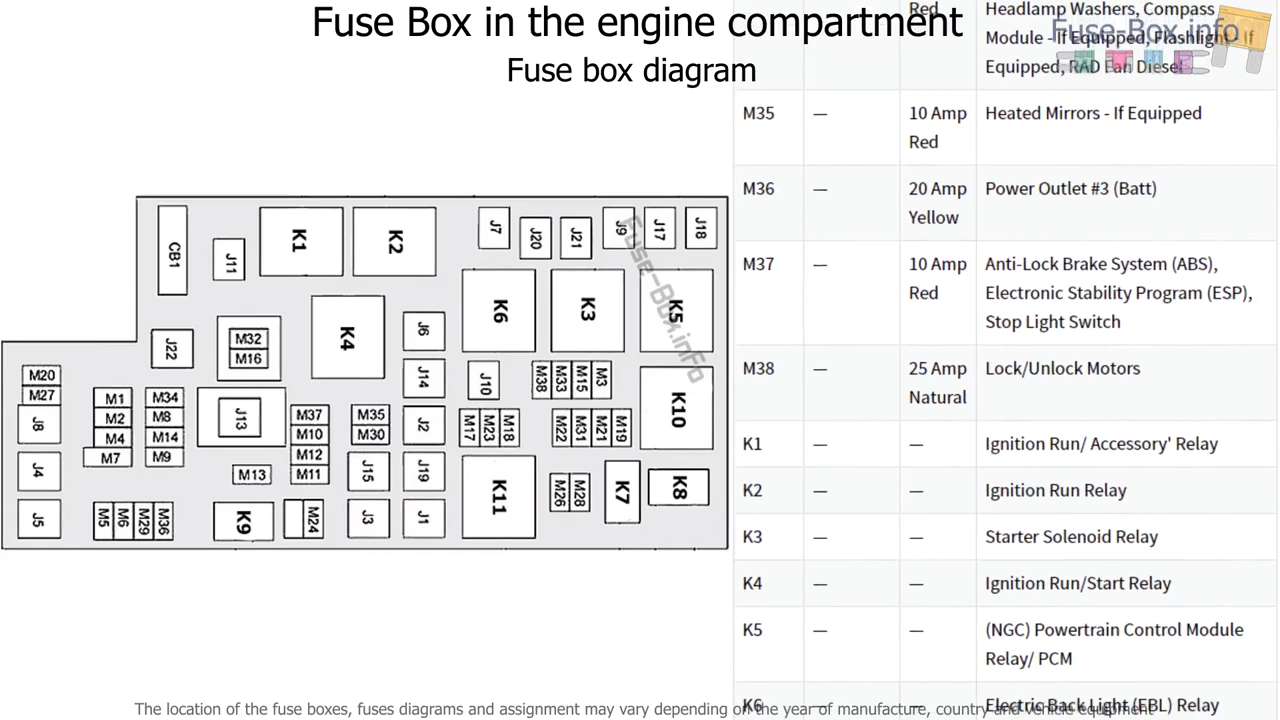 Fuse Box in the engine compartment
Fuse box diagram
Fuse-Box.info
Red Headlamp Washers, Compass
Module - If Equipped, Flashlight - If
Equipped, RAD Fan Diesel
M35 — 10 Amp Heated Mirrors - If Equipped
Red
M36 — 20 Amp Power Outlet #3 (Batt)
Yellow
M37 — 10 Amp Anti-Lock Brake System (ABS),
Red Electronic Stability Program (ESP),
Stop Light Switch
M38 — 25 Amp Lock/Unlock Motors
Natural
K1 — — Ignition Run/ Accessory' Relay
K2 — — Ignition Run Relay
K3 — — Starter Solenoid Relay
K4 — — Ignition Run/Start Relay
K5 — — (NGC) Powertrain Control Module
Relay/ PCM
K6 — — Electric Back Light (EBL) Relay
CB1 J11 K1 K2 J7 J20 J21 J9 J17 J18
K6 K3 K5
J22 M32 K4 J6
M16
M20 J14 J10 M38 M33 M15 M3
M27
J8 M1 M34 J13 M37 M35 J2 M17 M23 M18 M22 M31 M21 M19 K10
M2 M8 M10 M30
M4 M14 M12
M7 M9 M11
J4 M13 J15 J19 K11 M26 M28 K7 K8
J5 M5 M6 M29 M36 K9 M24 J3 J1
Fuse-Box.info
The location of the fuse boxes, fuses diagrams and assignment may vary depending on the year of manufacture, country and vehicle equipment